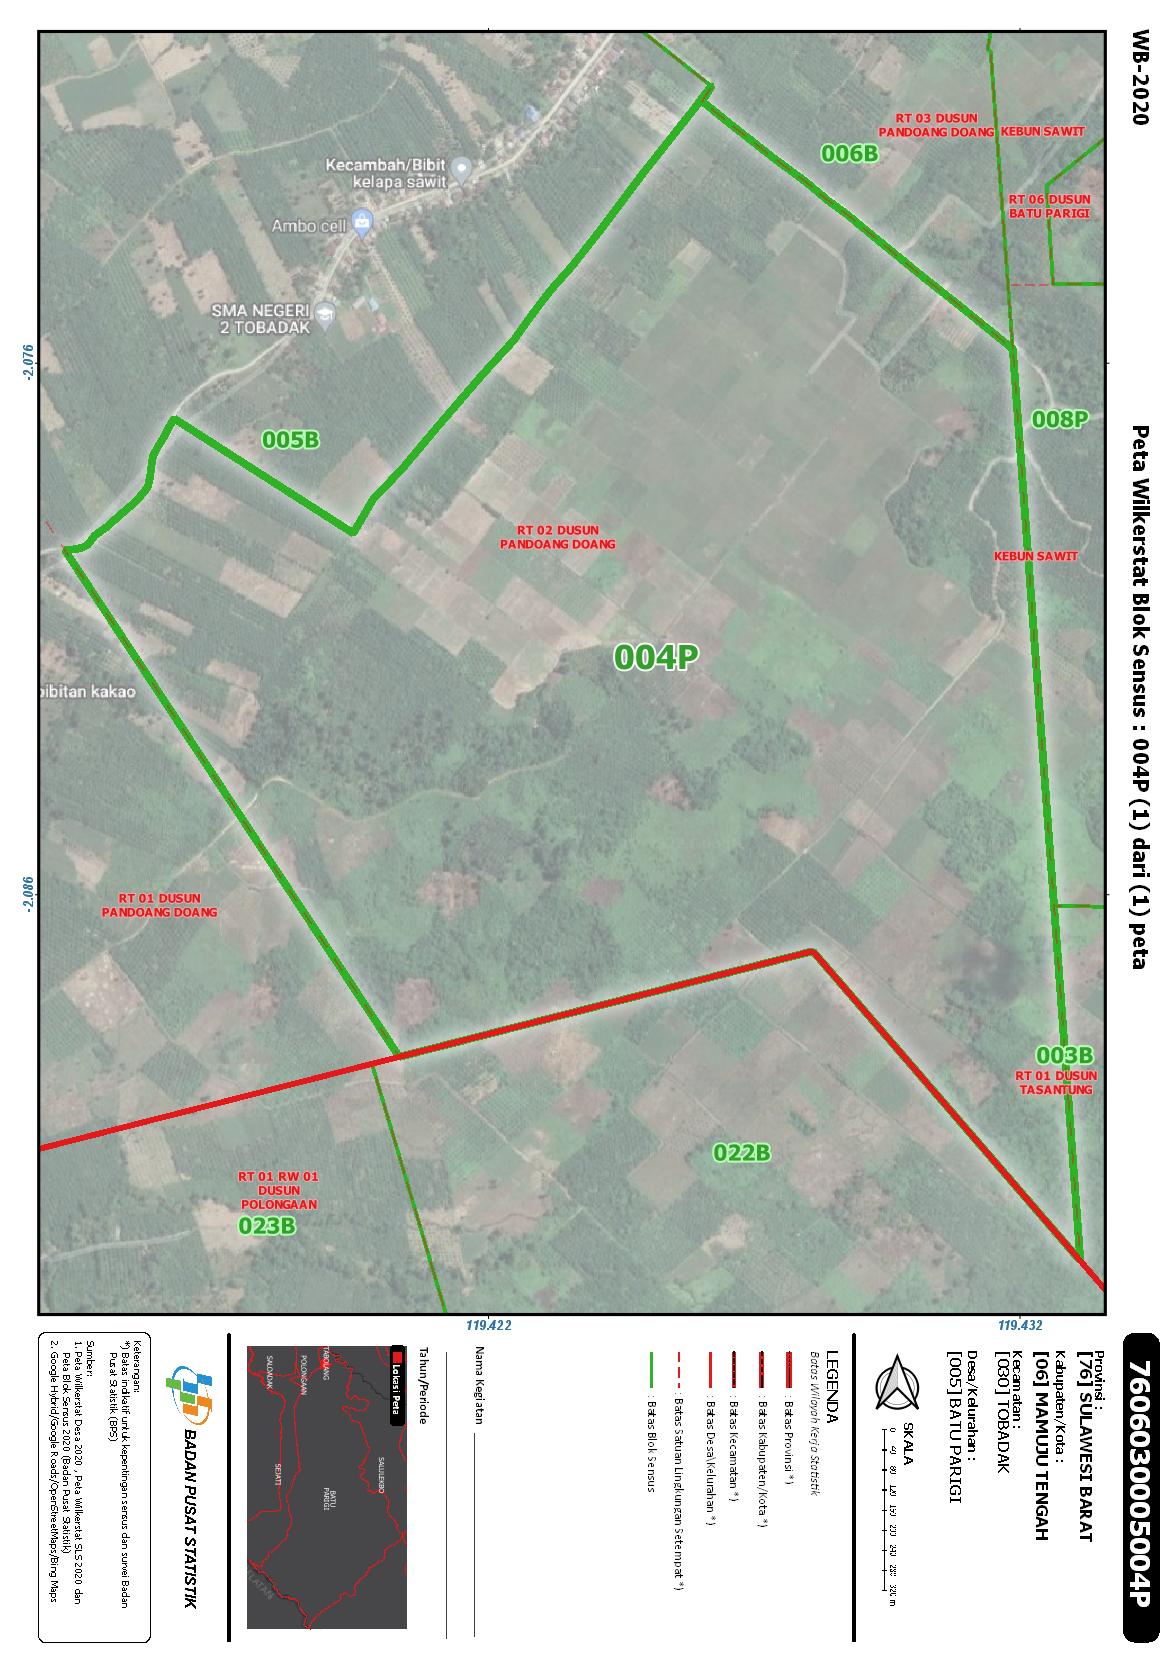 WB-2020
Peta Wilkerstat Blok Sensus : 004P (1) dari (1) peta
RT 03 DUSUN
PANDOANG DOANG
KEBUN SAWIT
006B
Kecambah/Bibit
kelapa sawit
RT 06 DUSUN
BATU PARIGI
Ambo cell
SMA NEGERI
2 TOBADAK
-2.076
008P
005B
RT 02 DUSUN
PANDOANG DOANG
KEBUN SAWIT
004P
bibitan kakao
-2.086
RT 01 DUSUN
PANDOANG DOANG
003B
RT 01 DUSUN
TASANTUNG
022B
RT 01 RW 01
DUSUN
POLONGAAN
023B
119.422
119.432
7606030005004P
Provinsi :
[76] SULAWESI BARAT
Kabupaten/Kota :
[06] MAMUJU TENGAH
Kecamatan :
[030] TOBADAK
Desa/Kelurahan :
[005] BATU PARIGI
SKALA
0 40 80 120 160 200 240 280 320 m
LEGENDA
Batas Wilayah Kerja Statistik
: Batas Provinsi *)
: Batas Kabupaten/Kota *)
: Batas Kecamatan *)
: Batas Desa\Kelurahan *)
: Batas Satuan Lingkungan Setempat *)
: Batas Blok Sensus
Nama Kegiatan
Tahun/Periode
Lokasi Peta
TABOLANG
POLONGAAN
SALOADAK
SALULEKBO
BATU
PARIGI
SEJATI
BADAN PUSAT STATISTIK
Keterangan:
*) Batas indikatif untuk kepentingan sensus dan survei Badan
Pusat Statistik (BPS)
Sumber:
1. Peta Wilkerstat Desa 2020 , Peta Wilkerstat SLS 2020 dan
Peta Blok Sensus 2020 (Badan Pusat Statistik)
2. Google Hybrid/Google Roads/OpenStreetMaps/Bing Maps